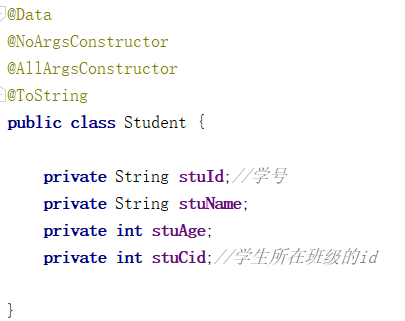 @Data
@NoArgsConstructor
@AllArgsConstructor
@ToString
public class Student {
private String stuId;//学号
private String stuName;
private int stuAge;
private int stuCid;//学生所在班级的id
}